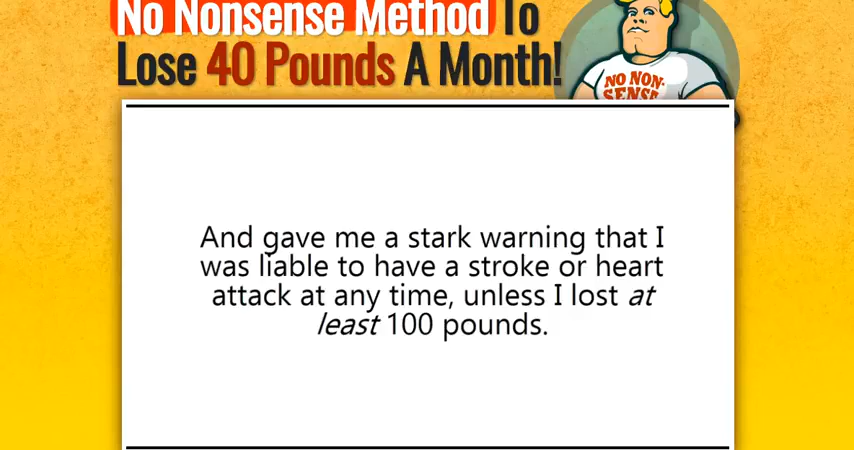 No Nonsense Method To
Lose 40 Pounds A Month!
NO NON-
SENSE
And gave me a stark warning that I
was liable to have a stroke or heart
attack at any time, unless I lost at
least 100 pounds.